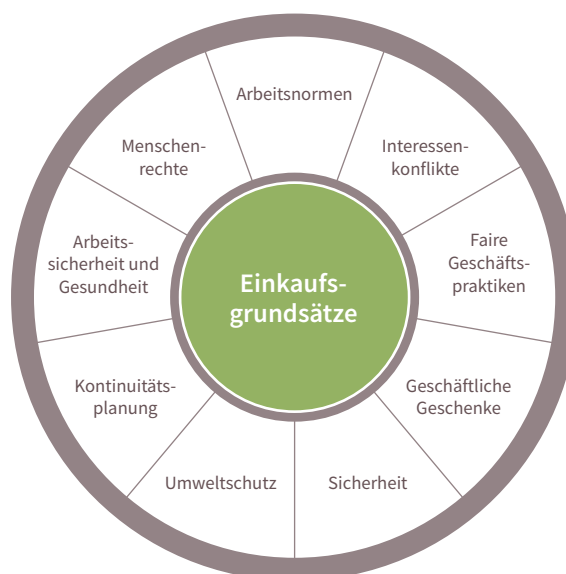 Arbeitsnormen
Interessen-
konflikte
Faire
Geschäfts-
praktiken
Geschäftliche
Geschenke
Sicherheit
Umweltschutz
Kontinuitäts-
planung
Arbeits-
sicherheit und
Gesundheit
Menschen-
rechte
Einkaufs-
grundsätze